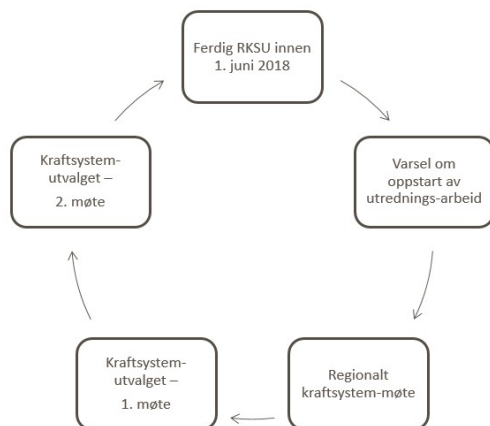 Ferdig RKSU innen
1. juni 2018
Varsel om
oppstart av
utrednings-arbeid
Regionalt
kraftsystem-møte
Kraftsystem-
utvalget –
1. møte
Kraftsystem-
utvalget –
2. møte